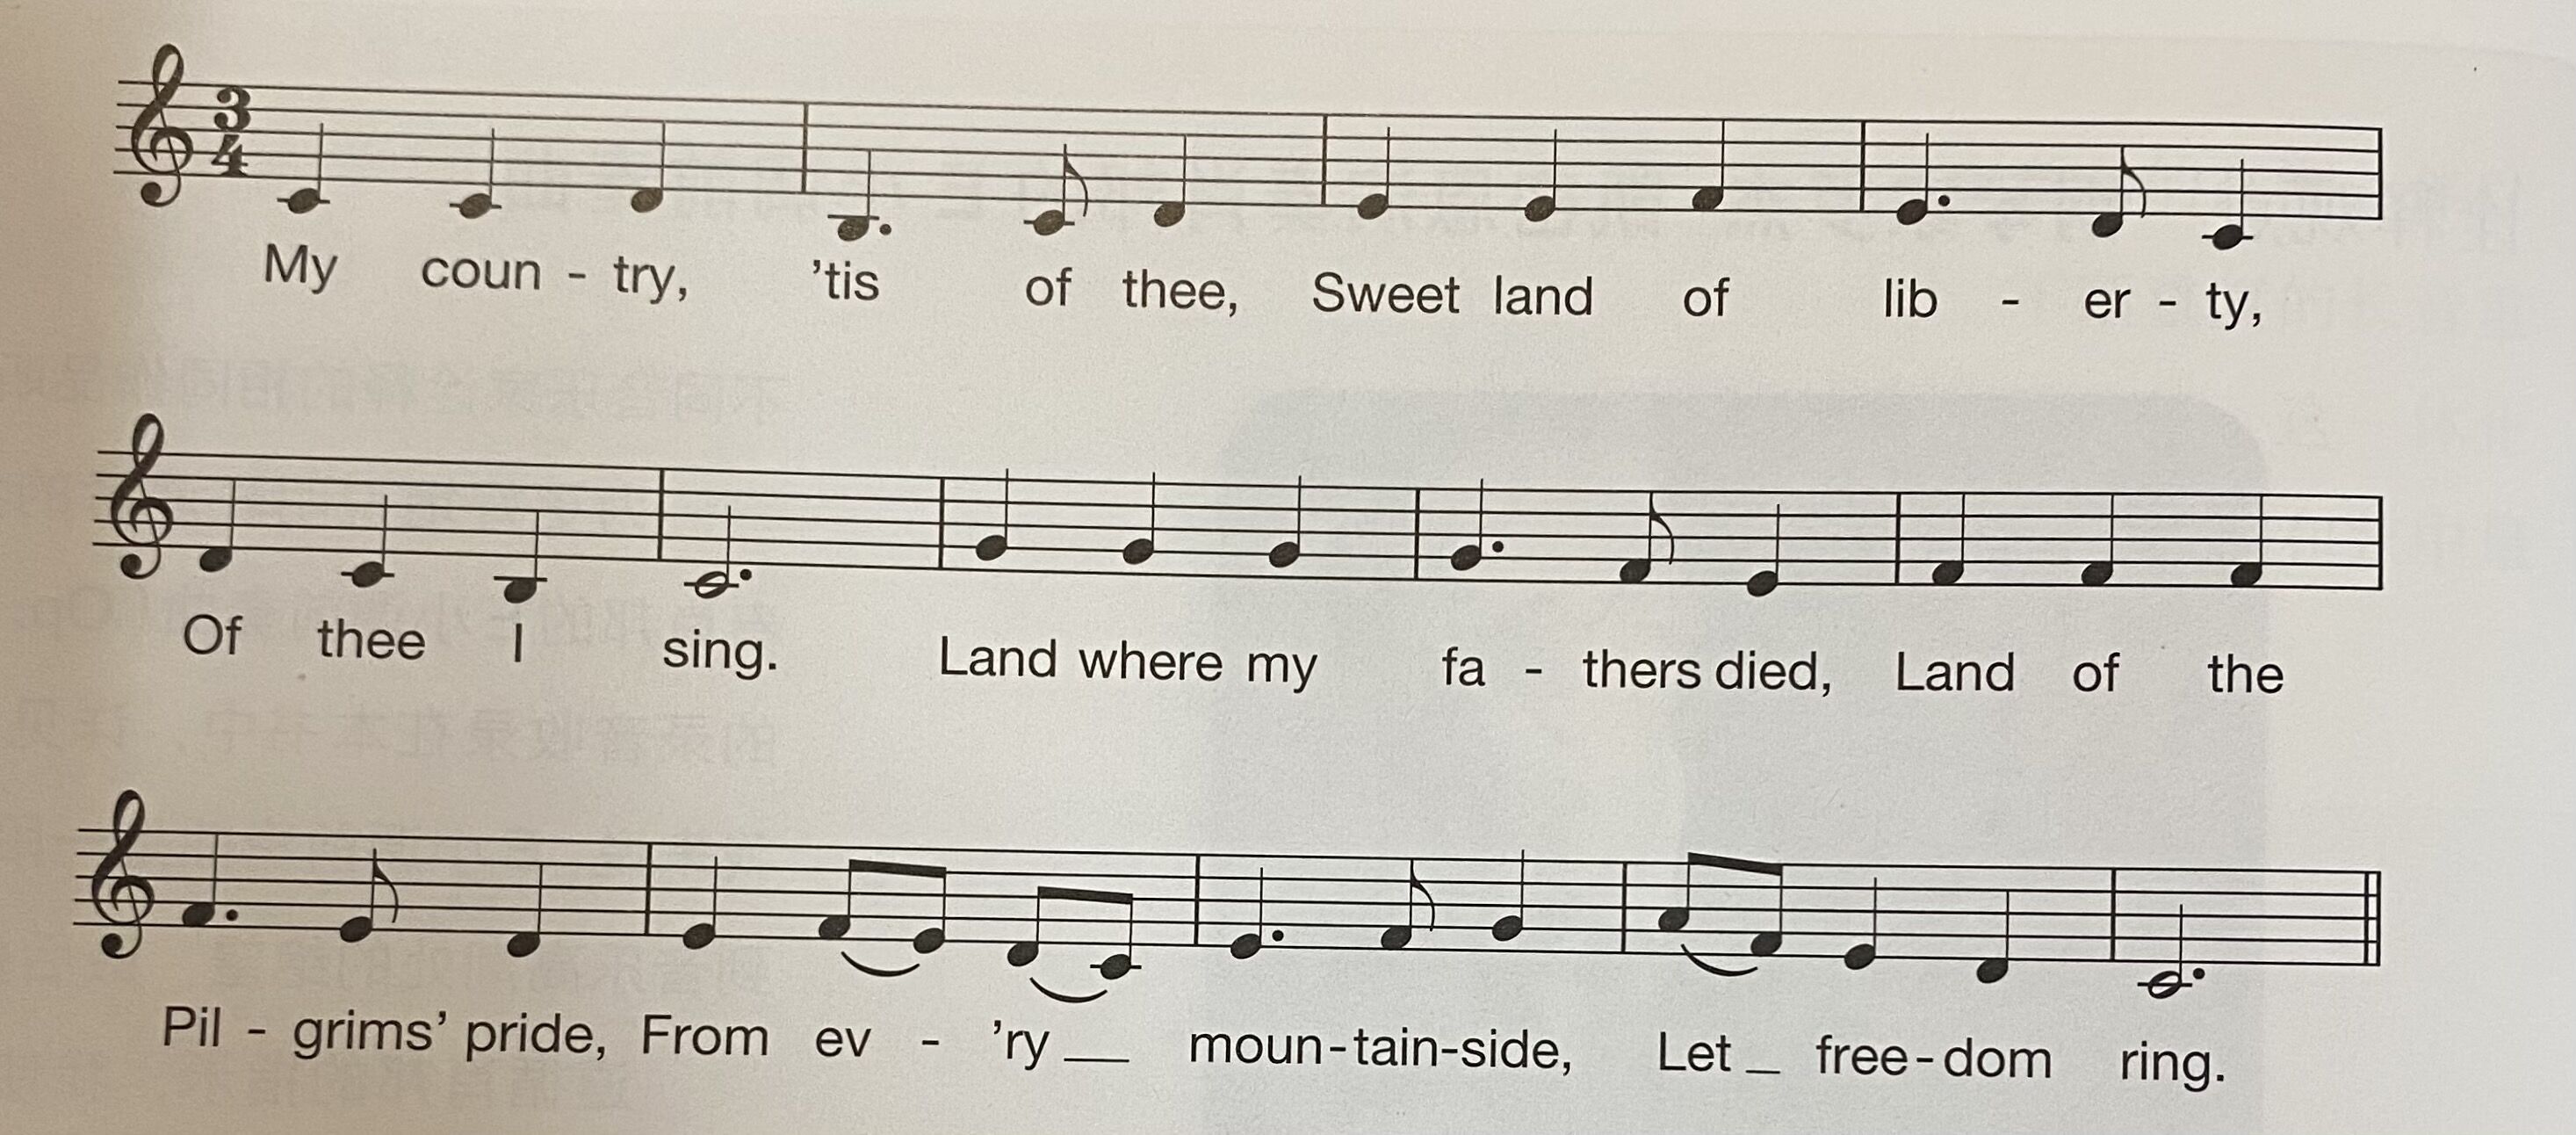 3
4
My coun - try, 'tis of thee, Sweet land of lib - er - ty,
Of thee I sing. Land where my fa - thers died, Land of the
Pil - grims' pride, From ev - 'ry __ moun-tain-side, Let _ free-dom ring.